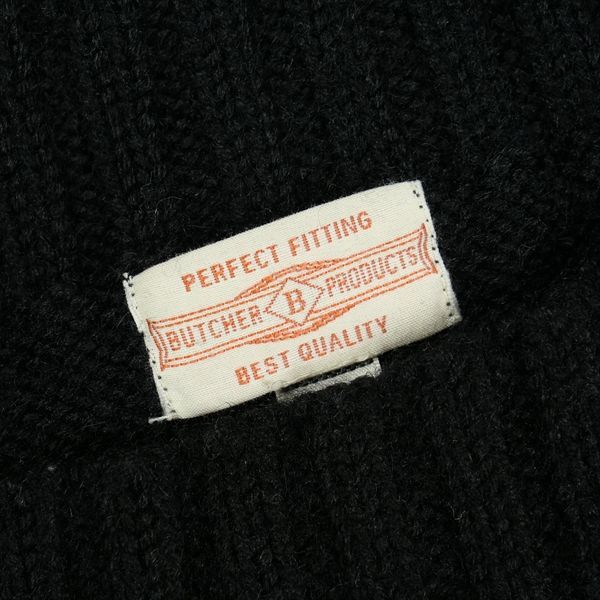 PERFECT FITTING
BUTCHER B PRODUCTS
BEST QUALITY